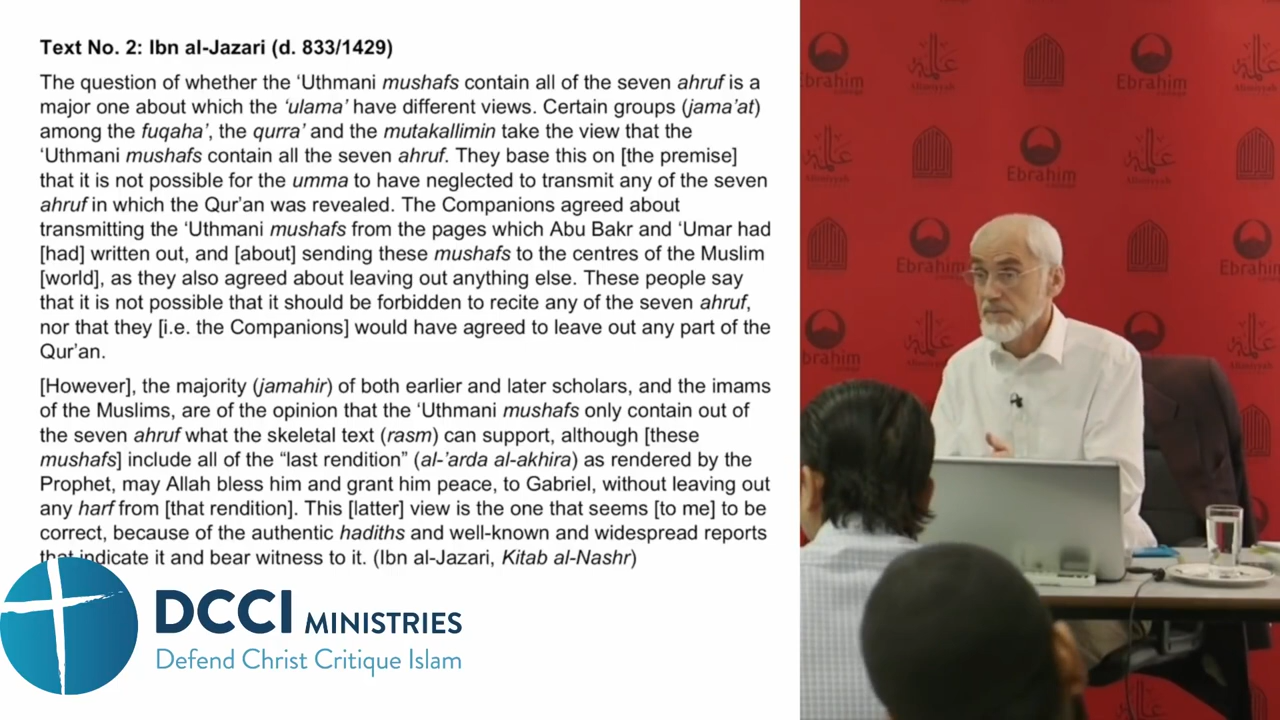 Text No. 2: Ibn al-Jazari (d. 833/1429)
The question of whether the ‘Uthmani mushafs contain all of the seven ahruf is a
major one about which the ‘ulama’ have different views. Certain groups (jama’at)
among the fuqaha’, the qurra’ and the mutakallimin take the view that the
‘Uthmani mushafs contain all the seven ahruf. They base this on [the premise]
that it is not possible for the umma to have neglected to transmit any of the seven
ahruf in which the Qur’an was revealed. The Companions agreed about
transmitting the ‘Uthmani mushafs from the pages which Abu Bakr and ‘Umar had
[had] written out, and [about] sending these mushafs to the centres of the Muslim
[world], as they also agreed about leaving out anything else. These people say
that it is not possible that it should be forbidden to recite any of the seven ahruf,
nor that they [i.e. the Companions] would have agreed to leave out any part of the
Qur’an.
[However], the majority (jamahir) of both earlier and later scholars, and the imams
of the Muslims, are of the opinion that the ‘Uthmani mushafs only contain out of
the seven ahruf what the skeletal text (rasm) can support, although [these
mushafs] include all of the “last rendition” (al-’arda al-akhira) as rendered by the
Prophet, may Allah bless him and grant him peace, to Gabriel, without leaving out
any harf from [that rendition]. This [latter] view is the one that seems [to me] to be
correct, because of the authentic hadiths and well-known and widespread reports
that indicate it and bear witness to it. (Ibn al-Jazari, Kitab al-Nashr)
DCCI MINISTRIES
Defend Christ Critique Islam
Ebrahim
Ebrahim
college
Ebrahim
college
Ebrahim
Ebrahim
Ebrahim